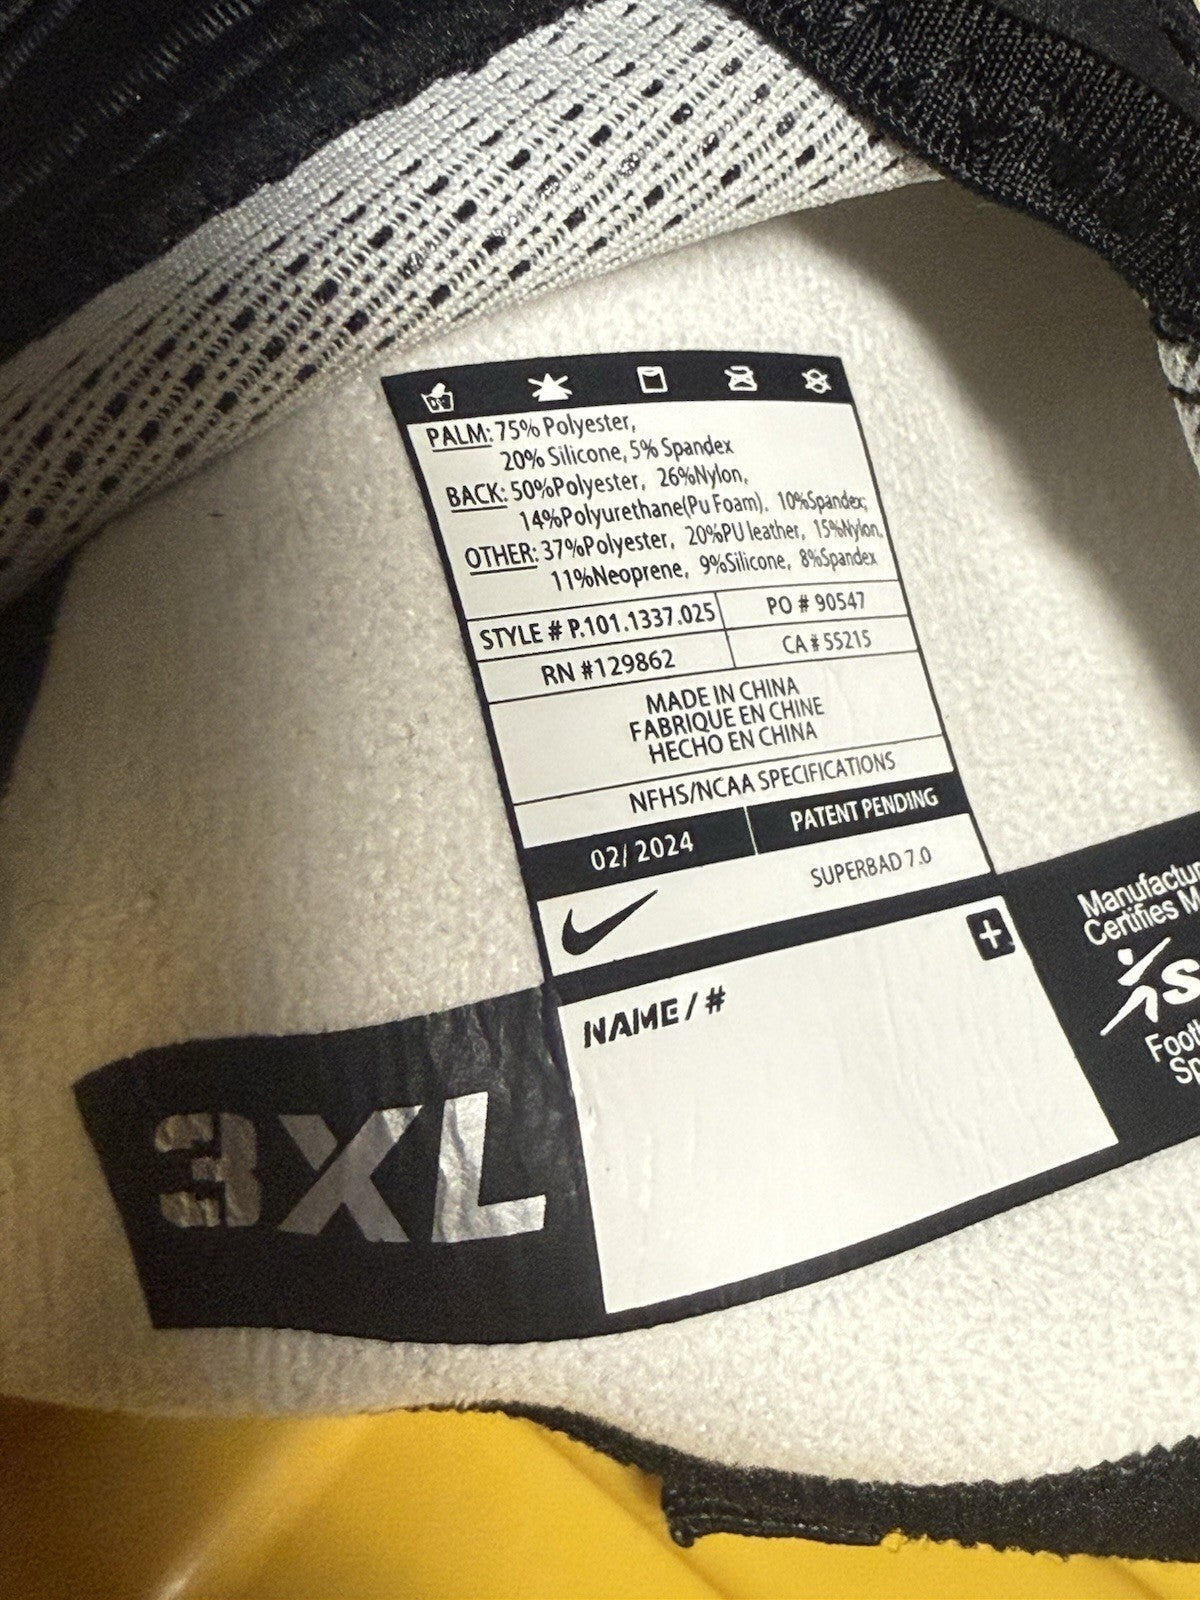 PALM: 75% Polyester,
20% Silicone, 5% Spandex
BACK: 50%Polyester, 26%Nylon,
14%Polyurethane(Pu Foam), 10%Spandex;
OTHER: 37%Polyester, 20%PU leather, 15%Nylon,
11%Neoprene, 9%Silicone, 8%Spandex
STYLE # P.101.1337.025 PO # 90547
RN #129862 CA # 55215
MADE IN CHINA
FABRIQUE EN CHINE
HECHO EN CHINA
NFHS/NCAA SPECIFICATIONS
02/ 2024 PATENT PENDING
SUPERBAD 7.0
NAME / #
3XL
Certifies